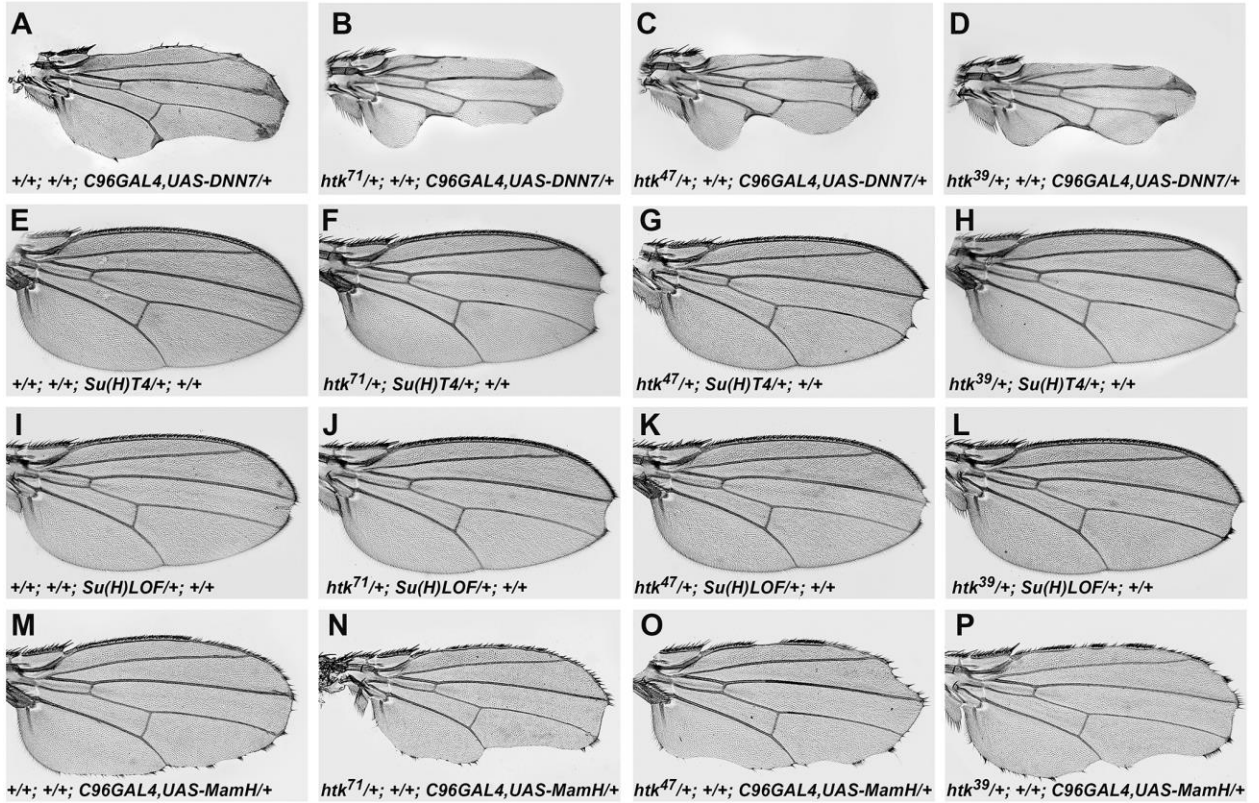 A B C D
+/+; +/+; C96GAL4,UAS-DNN7/+ htk71/+; +/+; C96GAL4,UAS-DNN7/+ htk47/+; +/+; C96GAL4,UAS-DNN7/+ htk39/+; +/+; C96GAL4,UAS-DNN7/+
E F G H
+/+; +/+; Su(H)T4/+; +/+ htk71/+; Su(H)T4/+; +/+ htk47/+; Su(H)T4/+; +/+ htk39/+; Su(H)T4/+; +/+
I J K L
+/+; +/+; Su(H)LOF/+; +/+ htk71/+; Su(H)LOF/+; +/+ htk47/+; Su(H)LOF/+; +/+ htk39/+; Su(H)LOF/+; +/+
M N O P
+/+; +/+; C96GAL4,UAS-MamH/+ htk71/+; +/+; C96GAL4,UAS-MamH/+ htk47/+; +/+; C96GAL4,UAS-MamH/+ htk39/+; +/+; C96GAL4,UAS-MamH/+